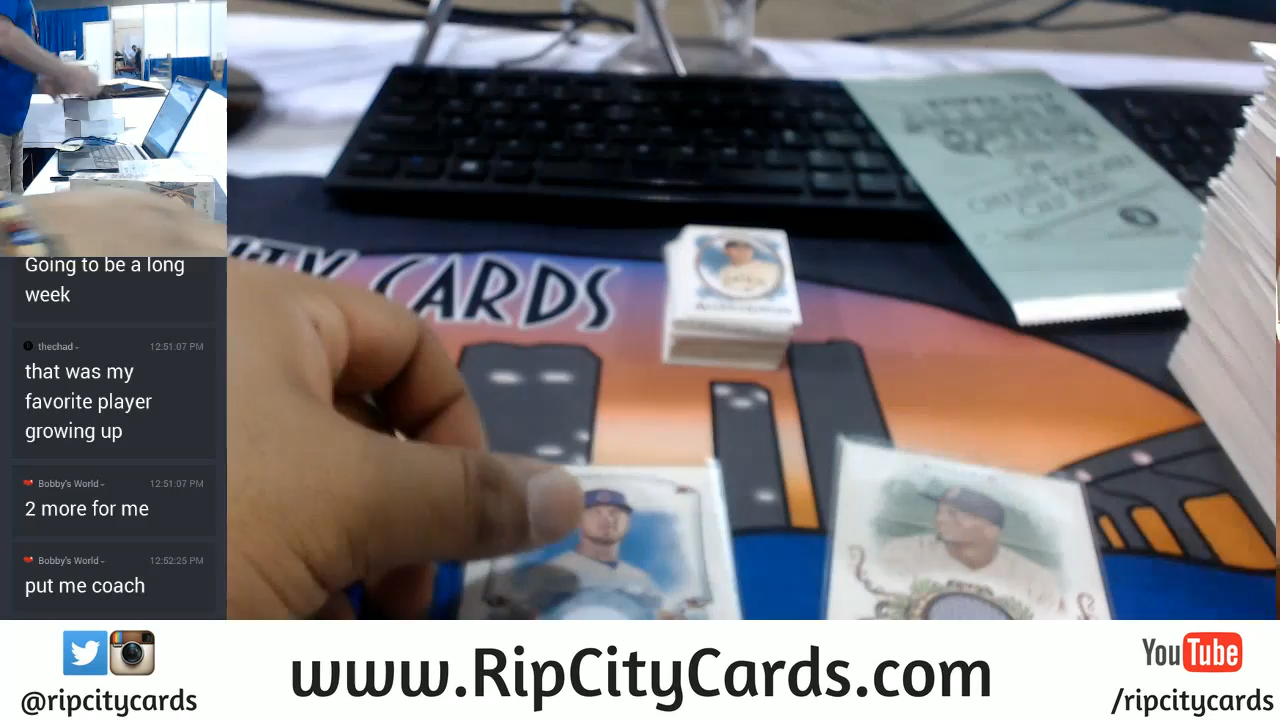 Going to be a long
week
thechad
12:51:07 PM
that was my
favorite player
growing up
Bobby's World
12:51:07 PM
2 more for me
Bobby's World
12:52:25 PM
put me coach
CARDS
www.RipCityCards.com
@ripcitycards
YouTube
/ripcitycards